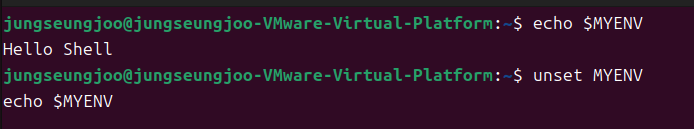 jungseungjoo@jungseungjoo-VMware-Virtual-Platform:~$ echo $MYENV
Hello Shell
jungseungjoo@jungseungjoo-VMware-Virtual-Platform:~$ unset MYENV
echo $MYENV